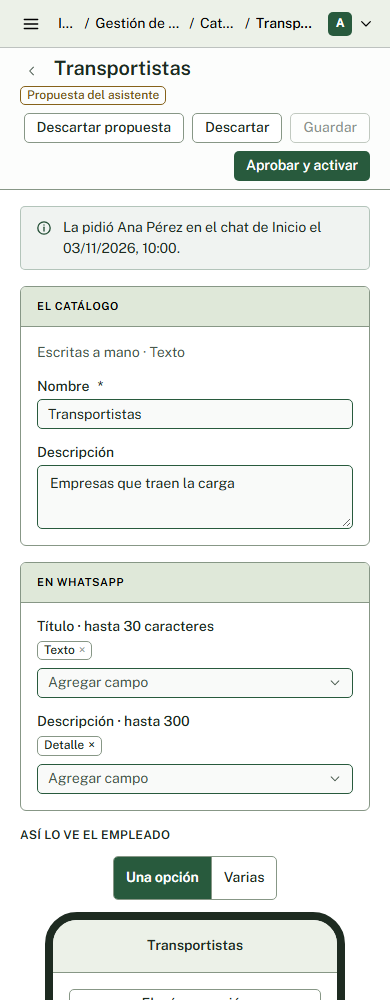 I... / Gestión de ... / Cat... / Transp... A
Transportistas
Propuesta del asistente
Descartar propuesta Descartar Guardar
Aprobar y activar
La pidió Ana Pérez en el chat de Inicio el
03/11/2026, 10:00.
EL CATÁLOGO
Escritas a mano · Texto
Nombre *
Transportistas
Descripción
Empresas que traen la carga
EN WHATSAPP
Título · hasta 30 caracteres
Texto ×
Agregar campo
Descripción · hasta 300
Detalle ×
Agregar campo
ASÍ LO VE EL EMPLEADO
Una opción Varias
Transportistas